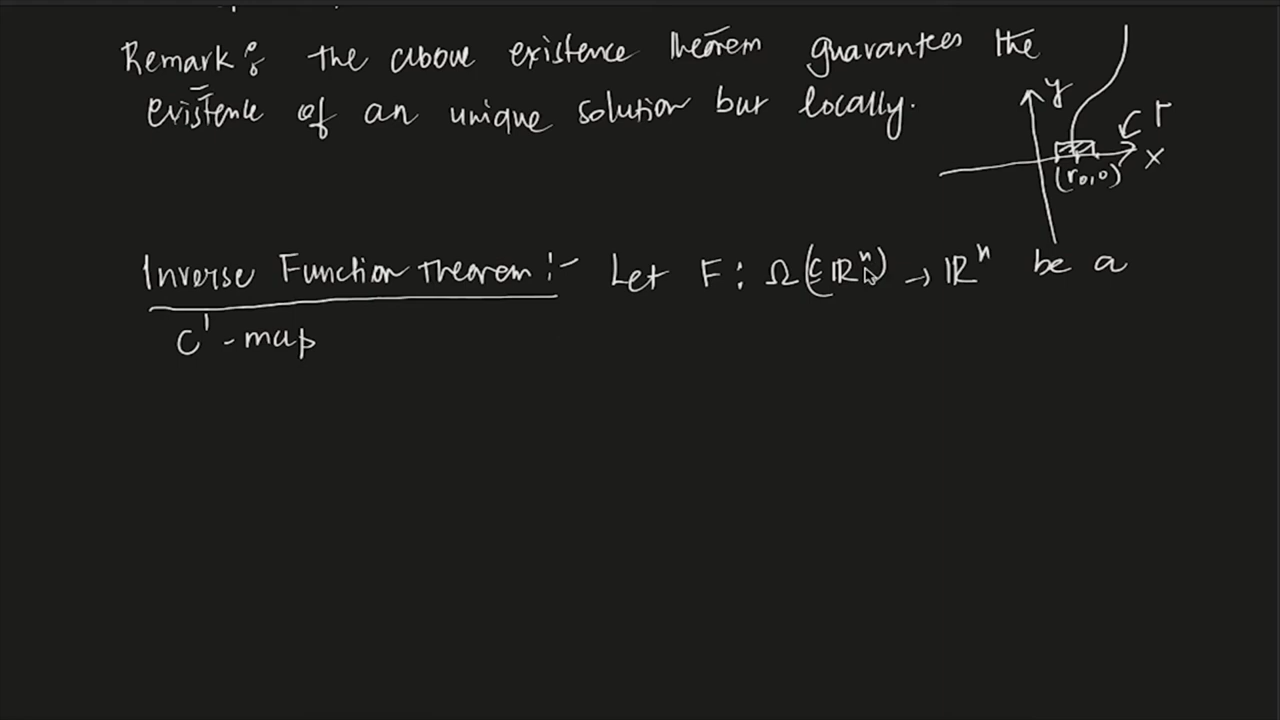 Remark: the above existence theorem guarantees the
existence of an unique solution but locally.
y
Γ
x
(r₀,0)
Inverse Function theorem :- Let F : Ω(⊆ ℝⁿ) → ℝⁿ be a
C¹ - map